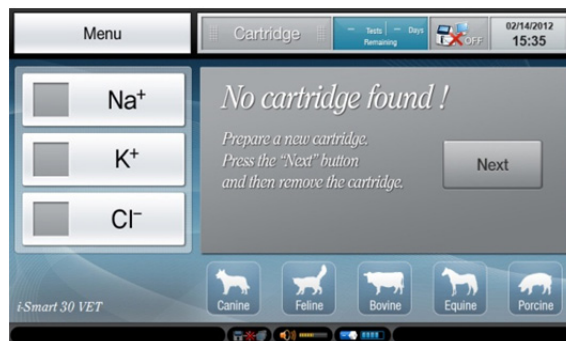 Menu
Cartridge
– Tests – Days
Remaining
OFF
02/14/2012
15:35
Na⁺
K⁺
Cl⁻
No cartridge found !
Prepare a new cartridge.
Press the "Next" button
and then remove the cartridge.
Next
i-Smart 30 VET
Canine
Feline
Bovine
Equine
Porcine